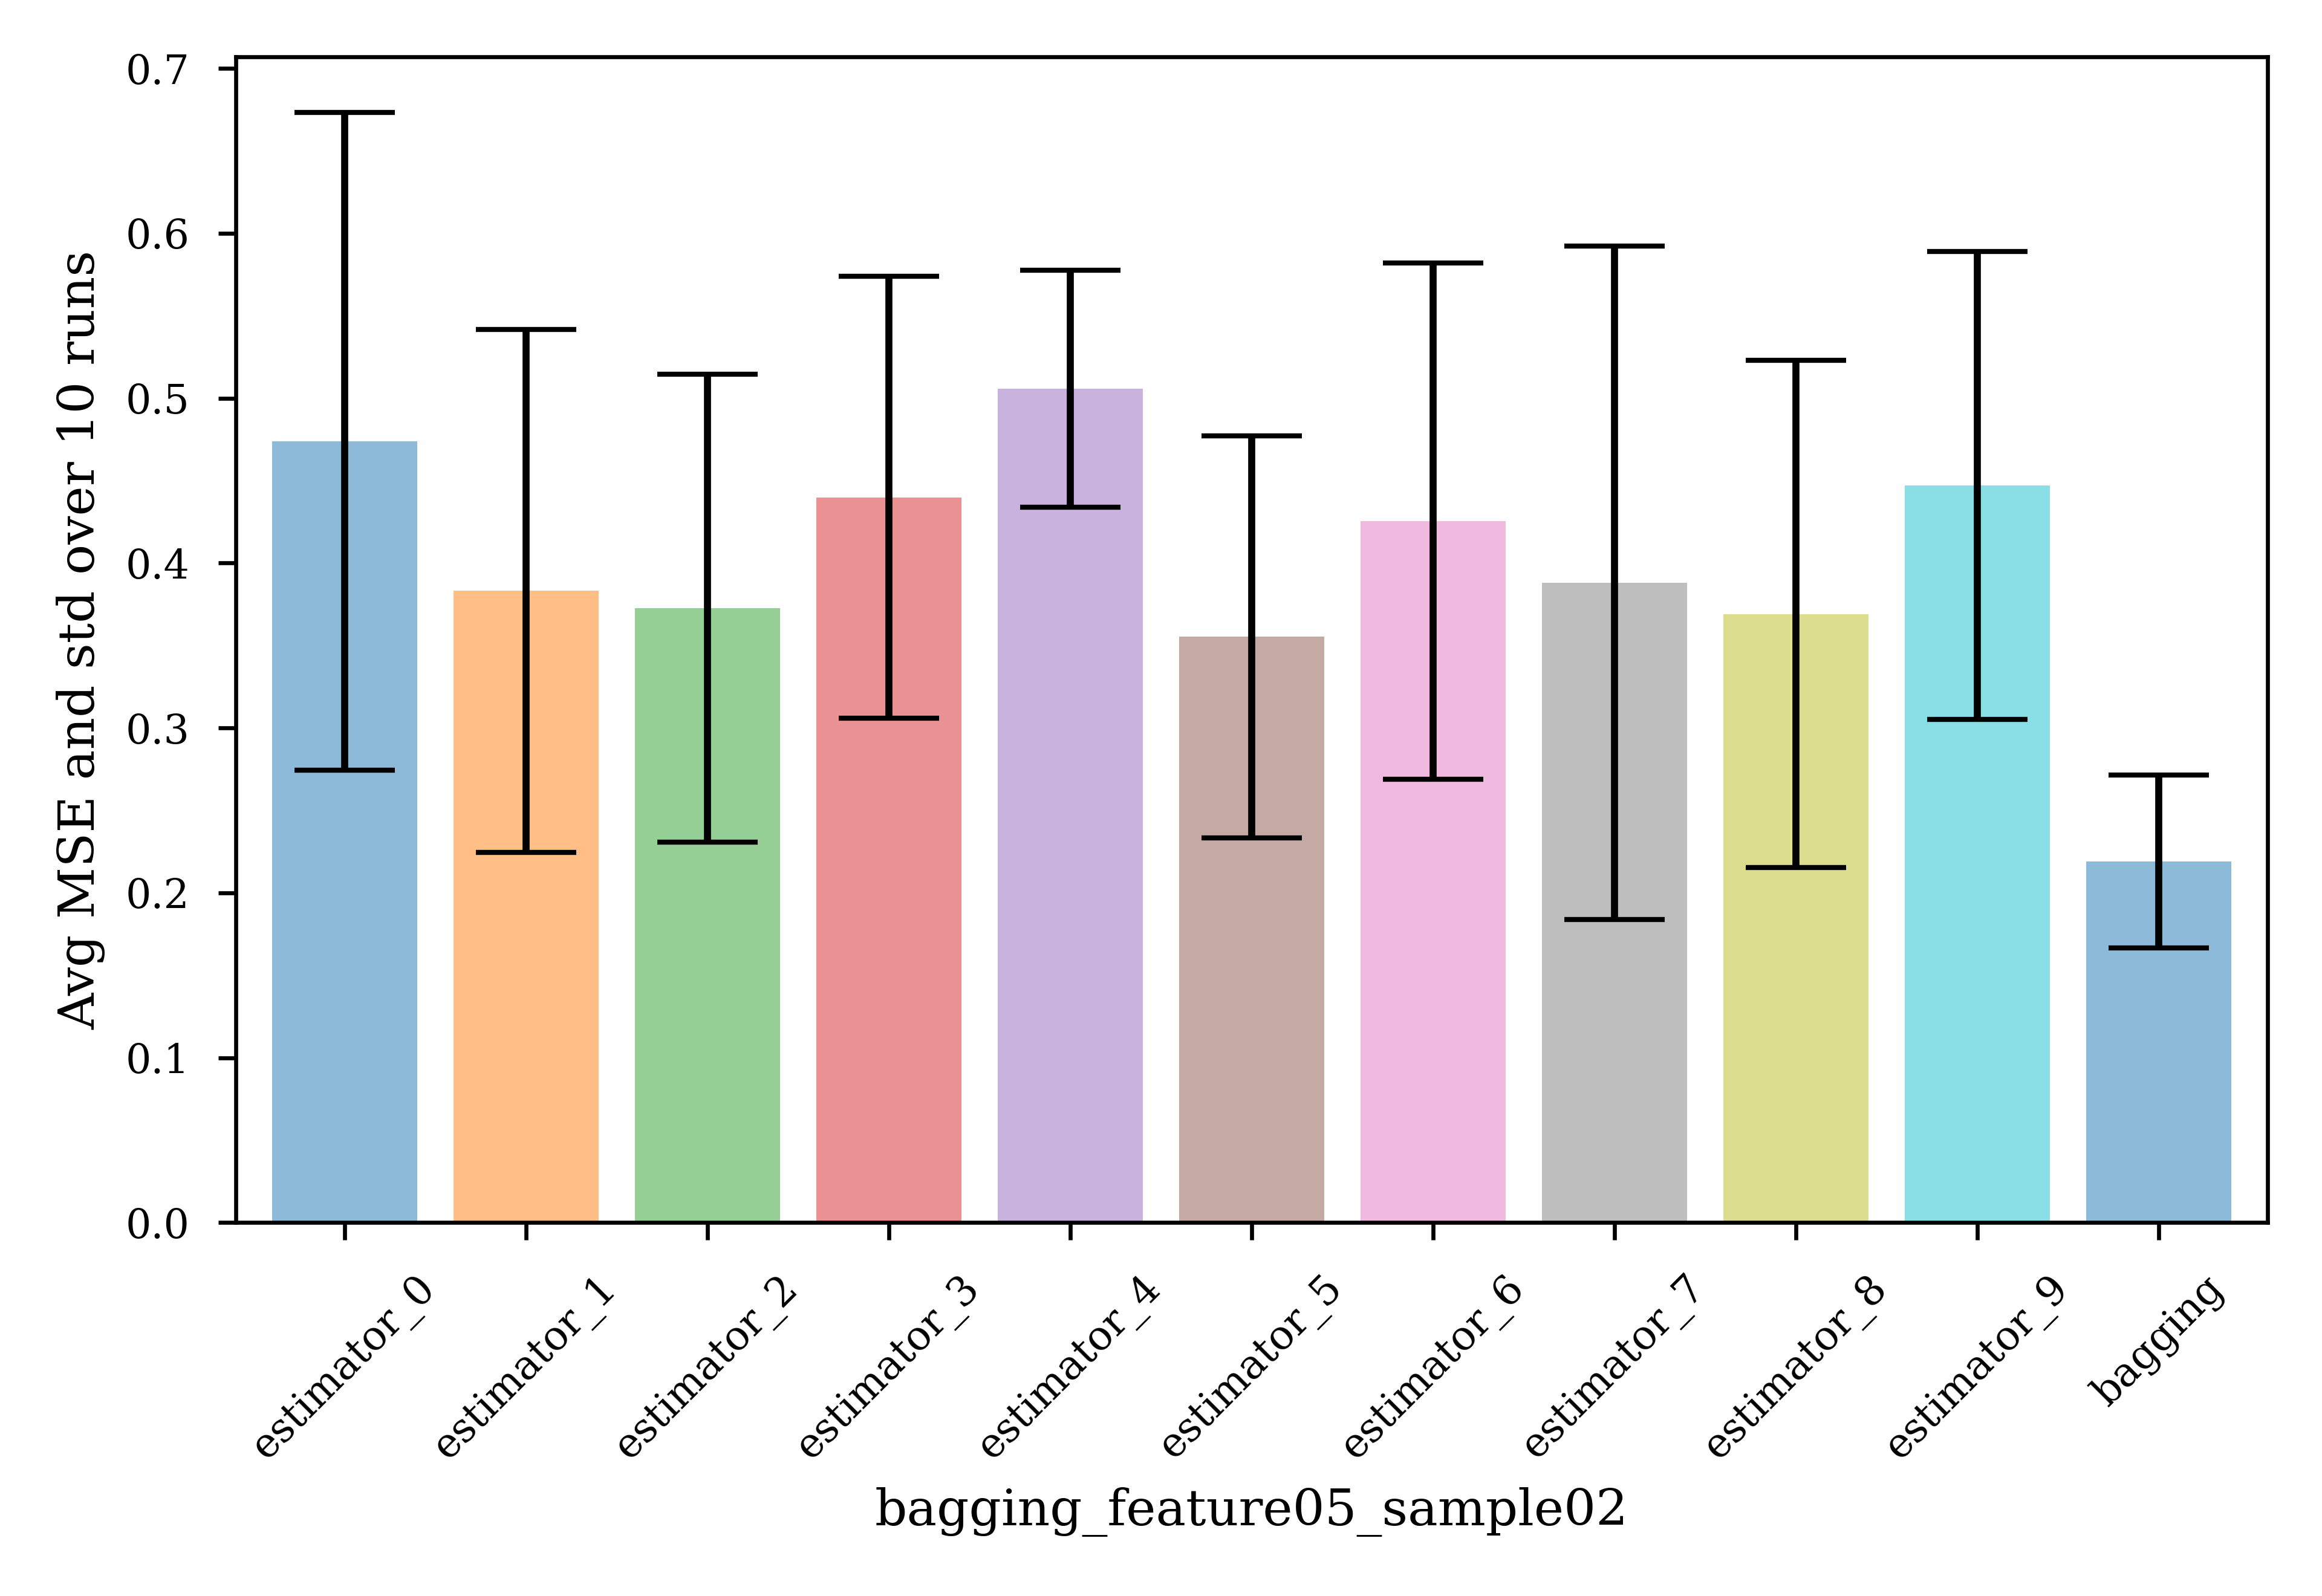 Avg MSE and std over 10 runs
0.7
0.6
0.5
0.4
0.3
0.2
0.1
0.0
estimator_0
estimator_1
estimator_2
estimator_3
estimator_4
estimator_5
estimator_6
estimator_7
estimator_8
estimator_9
bagging
bagging_feature05_sample02